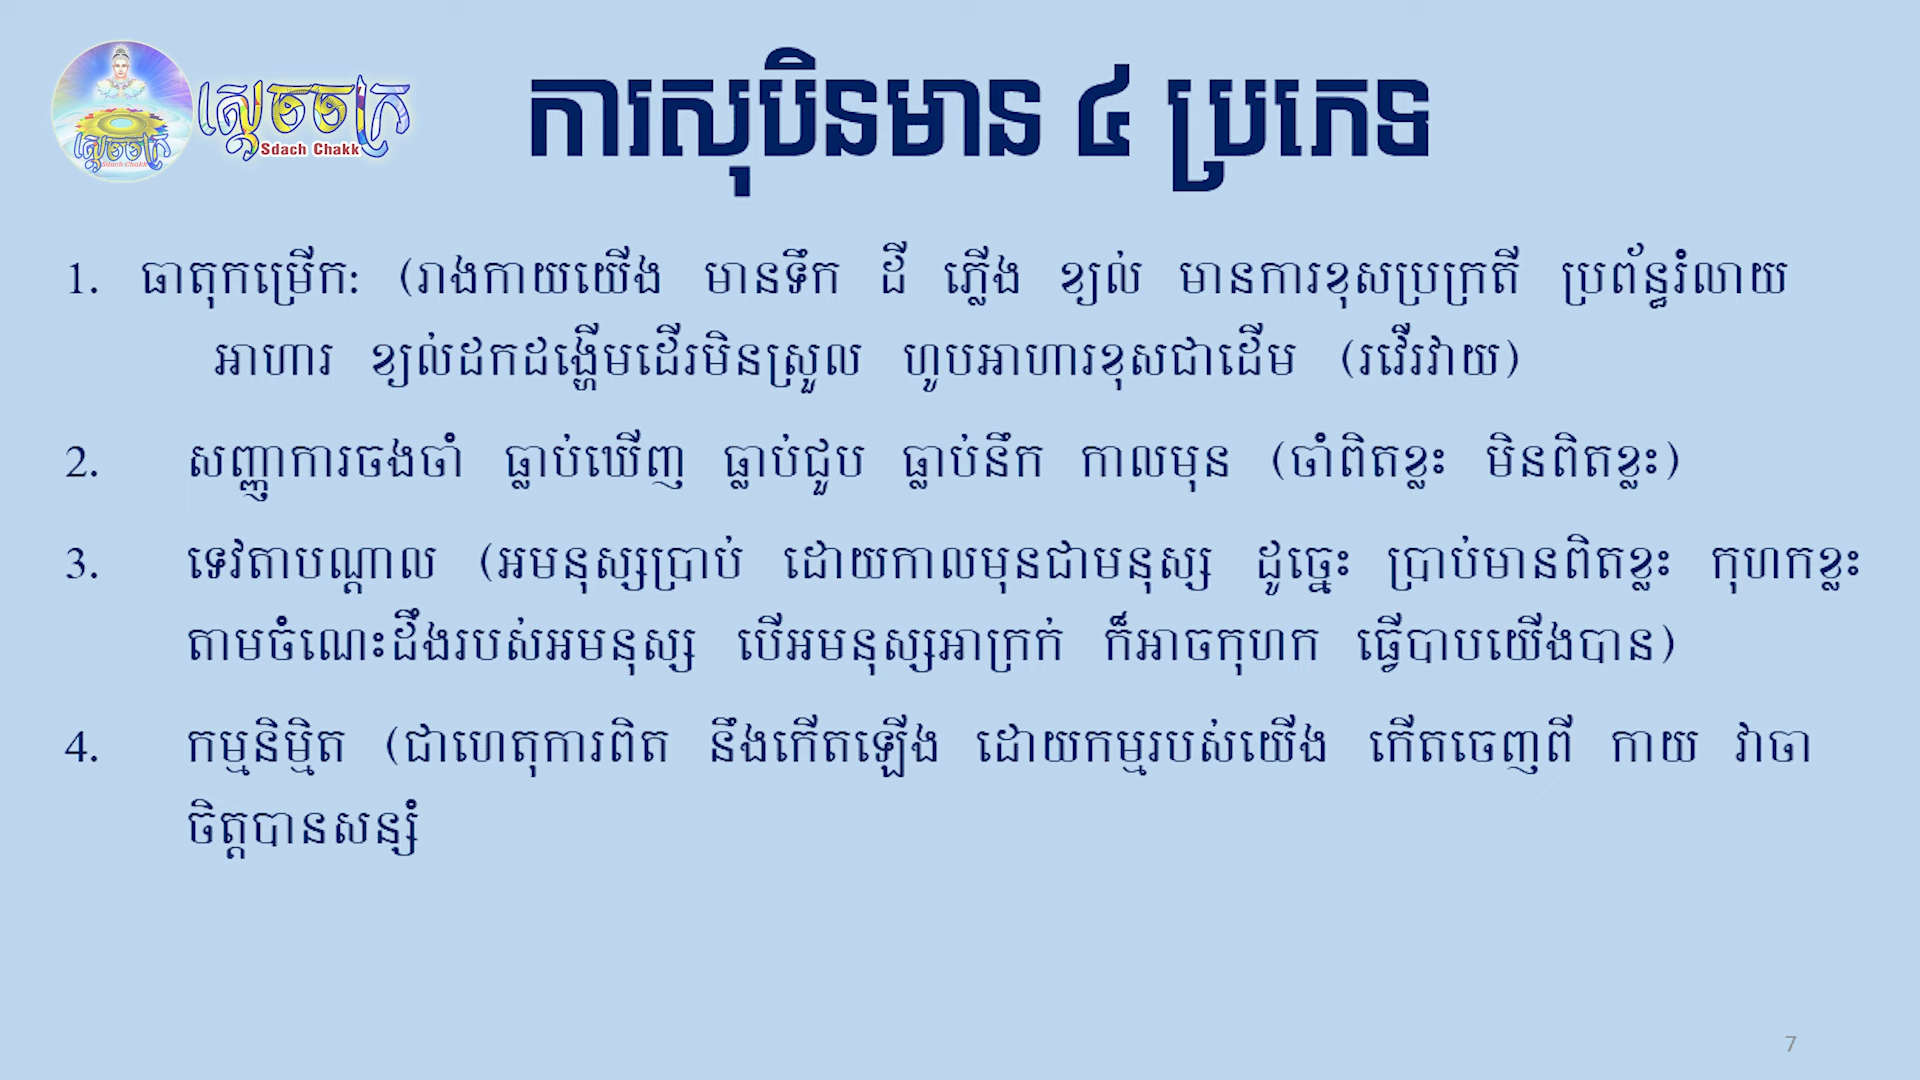 ស្តេចចក្រ
Sdach Chakk
ស្តេចចក្រ
Sdach Chakk
ការសុបិនមាន ៤ ប្រភេទ
1. ធាតុកម្រើក: (រាងកាយយើង មានទឹក ដី ភ្លើង ខ្យល់ មានការខុសប្រក្រតី ប្រព័ន្ធរំលាយ
អាហារ ខ្យល់ដកដង្ហើមដើរមិនស្រួល ហូបអាហារខុសជាដើម (រវើរវាយ)
2. សញ្ញាការចងចាំ ធ្លាប់ឃើញ ធ្លាប់ជួប ធ្លាប់នឹក កាលមុន (ចាំពិតខ្លះ មិនពិតខ្លះ)
3. ទេវតាបណ្តាល (អមនុស្សប្រាប់ ដោយកាលមុនជាមនុស្ស ដូច្នេះ ប្រាប់មានពិតខ្លះ កុហកខ្លះ
តាមចំណេះដឹងរបស់អមនុស្ស បើអមនុស្សអាក្រក់ ក៏អាចកុហក ធ្វើបាបយើងបាន)
4. កម្មនិម្មិត (ជាហេតុការពិត នឹងកើតឡើង ដោយកម្មរបស់យើង កើតចេញពី កាយ វាចា
ចិត្តបានសន្សំ
7